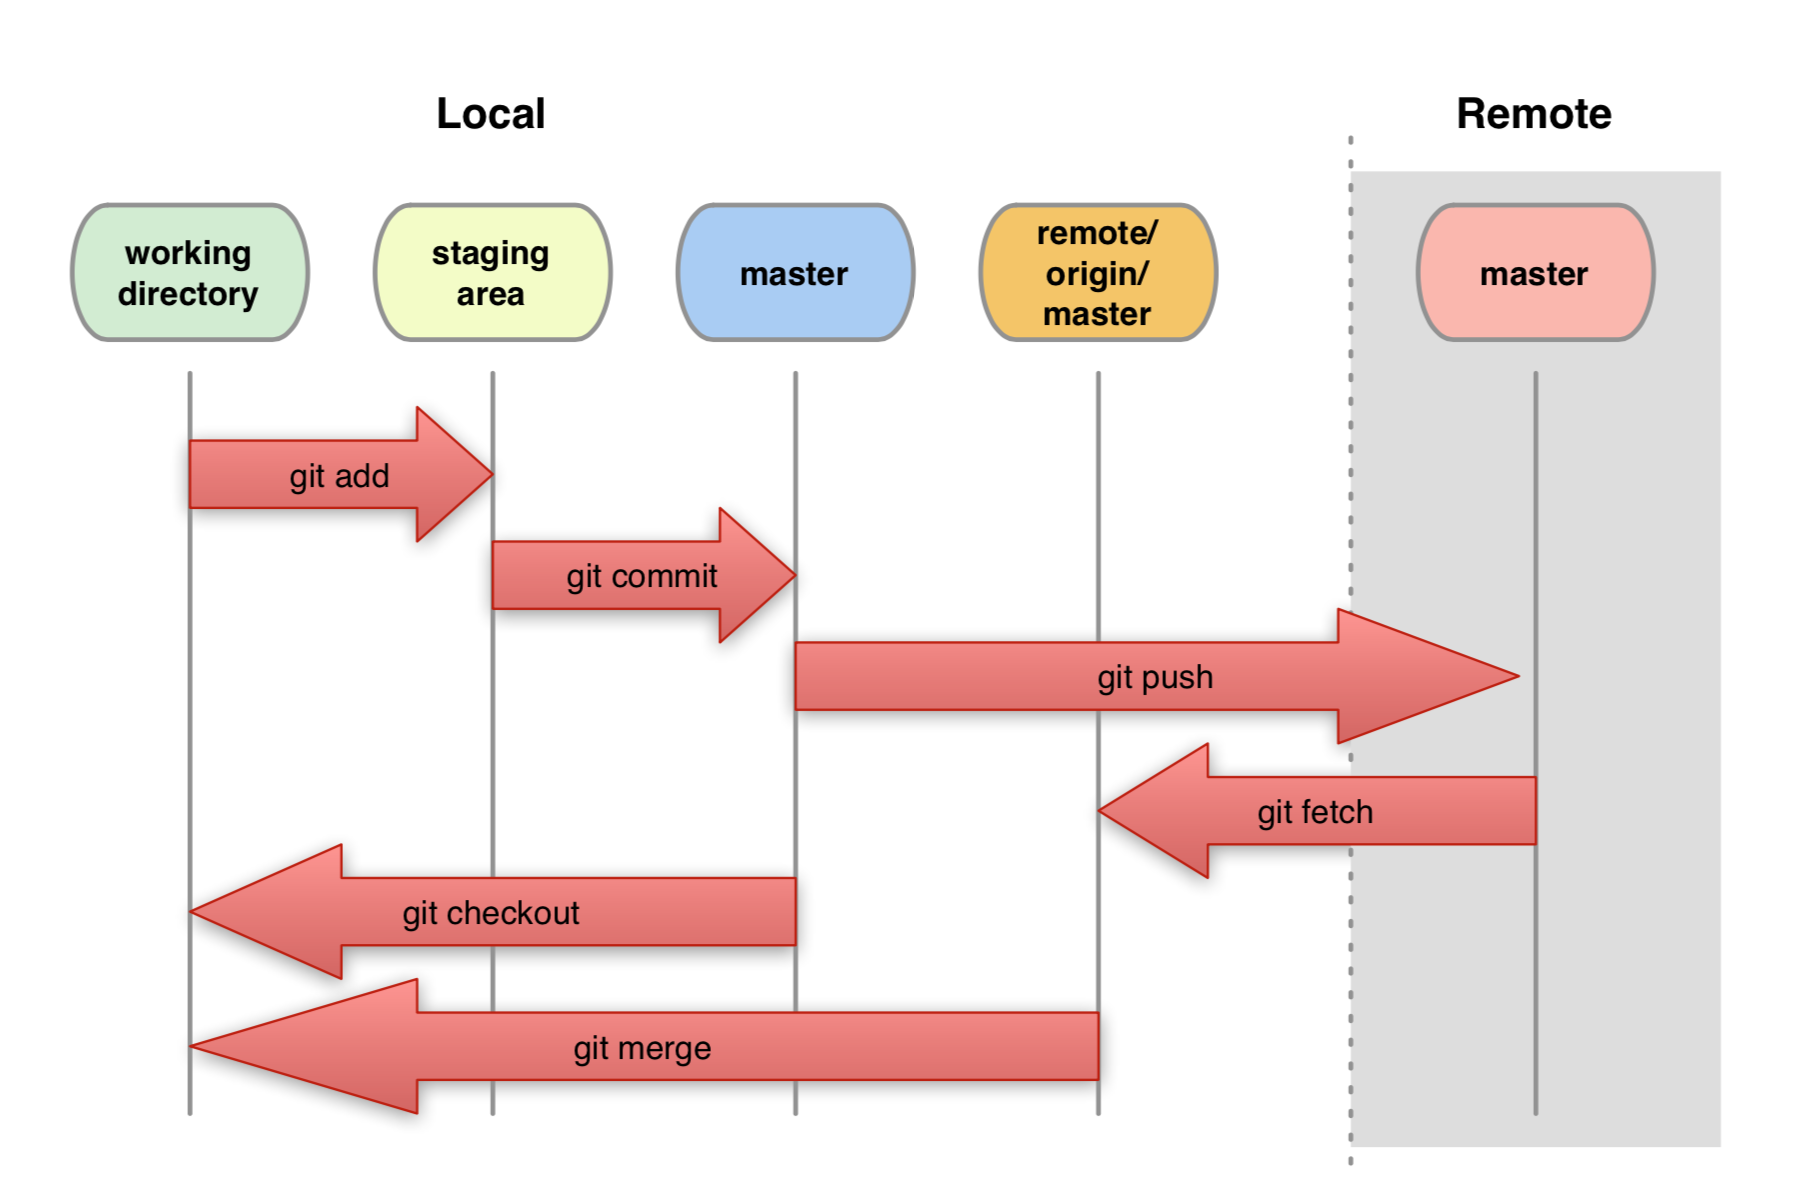 Local
Remote
working
directory
staging
area
master
remote/
origin/
master
master
git add
git commit
git push
git fetch
git checkout
git merge